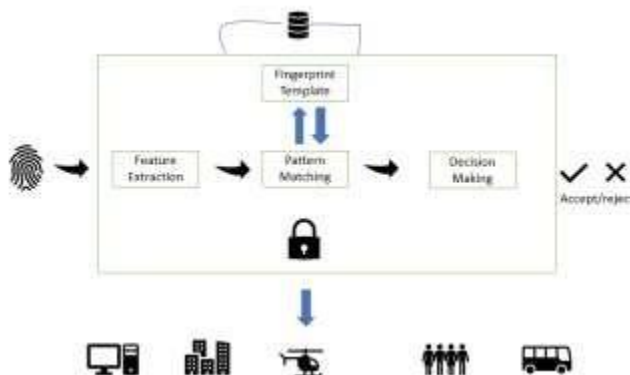 Fingerprint
Template
Feature
Extraction
Pattern
Matching
Decision
Making
Accept/rejec